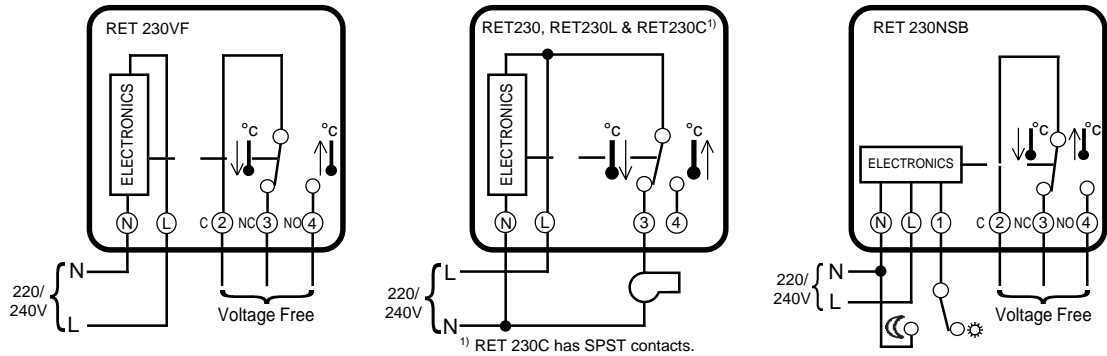 RET 230VF
ELECTRONICS
°c
°c
N L C 2 NC 3 NO 4
N
220/
240V
L
Voltage Free
RET230, RET230L & RET230C1)
ELECTRONICS
°c
°c
N L 3 4
L
220/
240V
N
1) RET 230C has SPST contacts.
RET 230NSB
°c
°c
ELECTRONICS
N L 1 C 2 NC 3 NO 4
N
220/
240V
L
Voltage Free